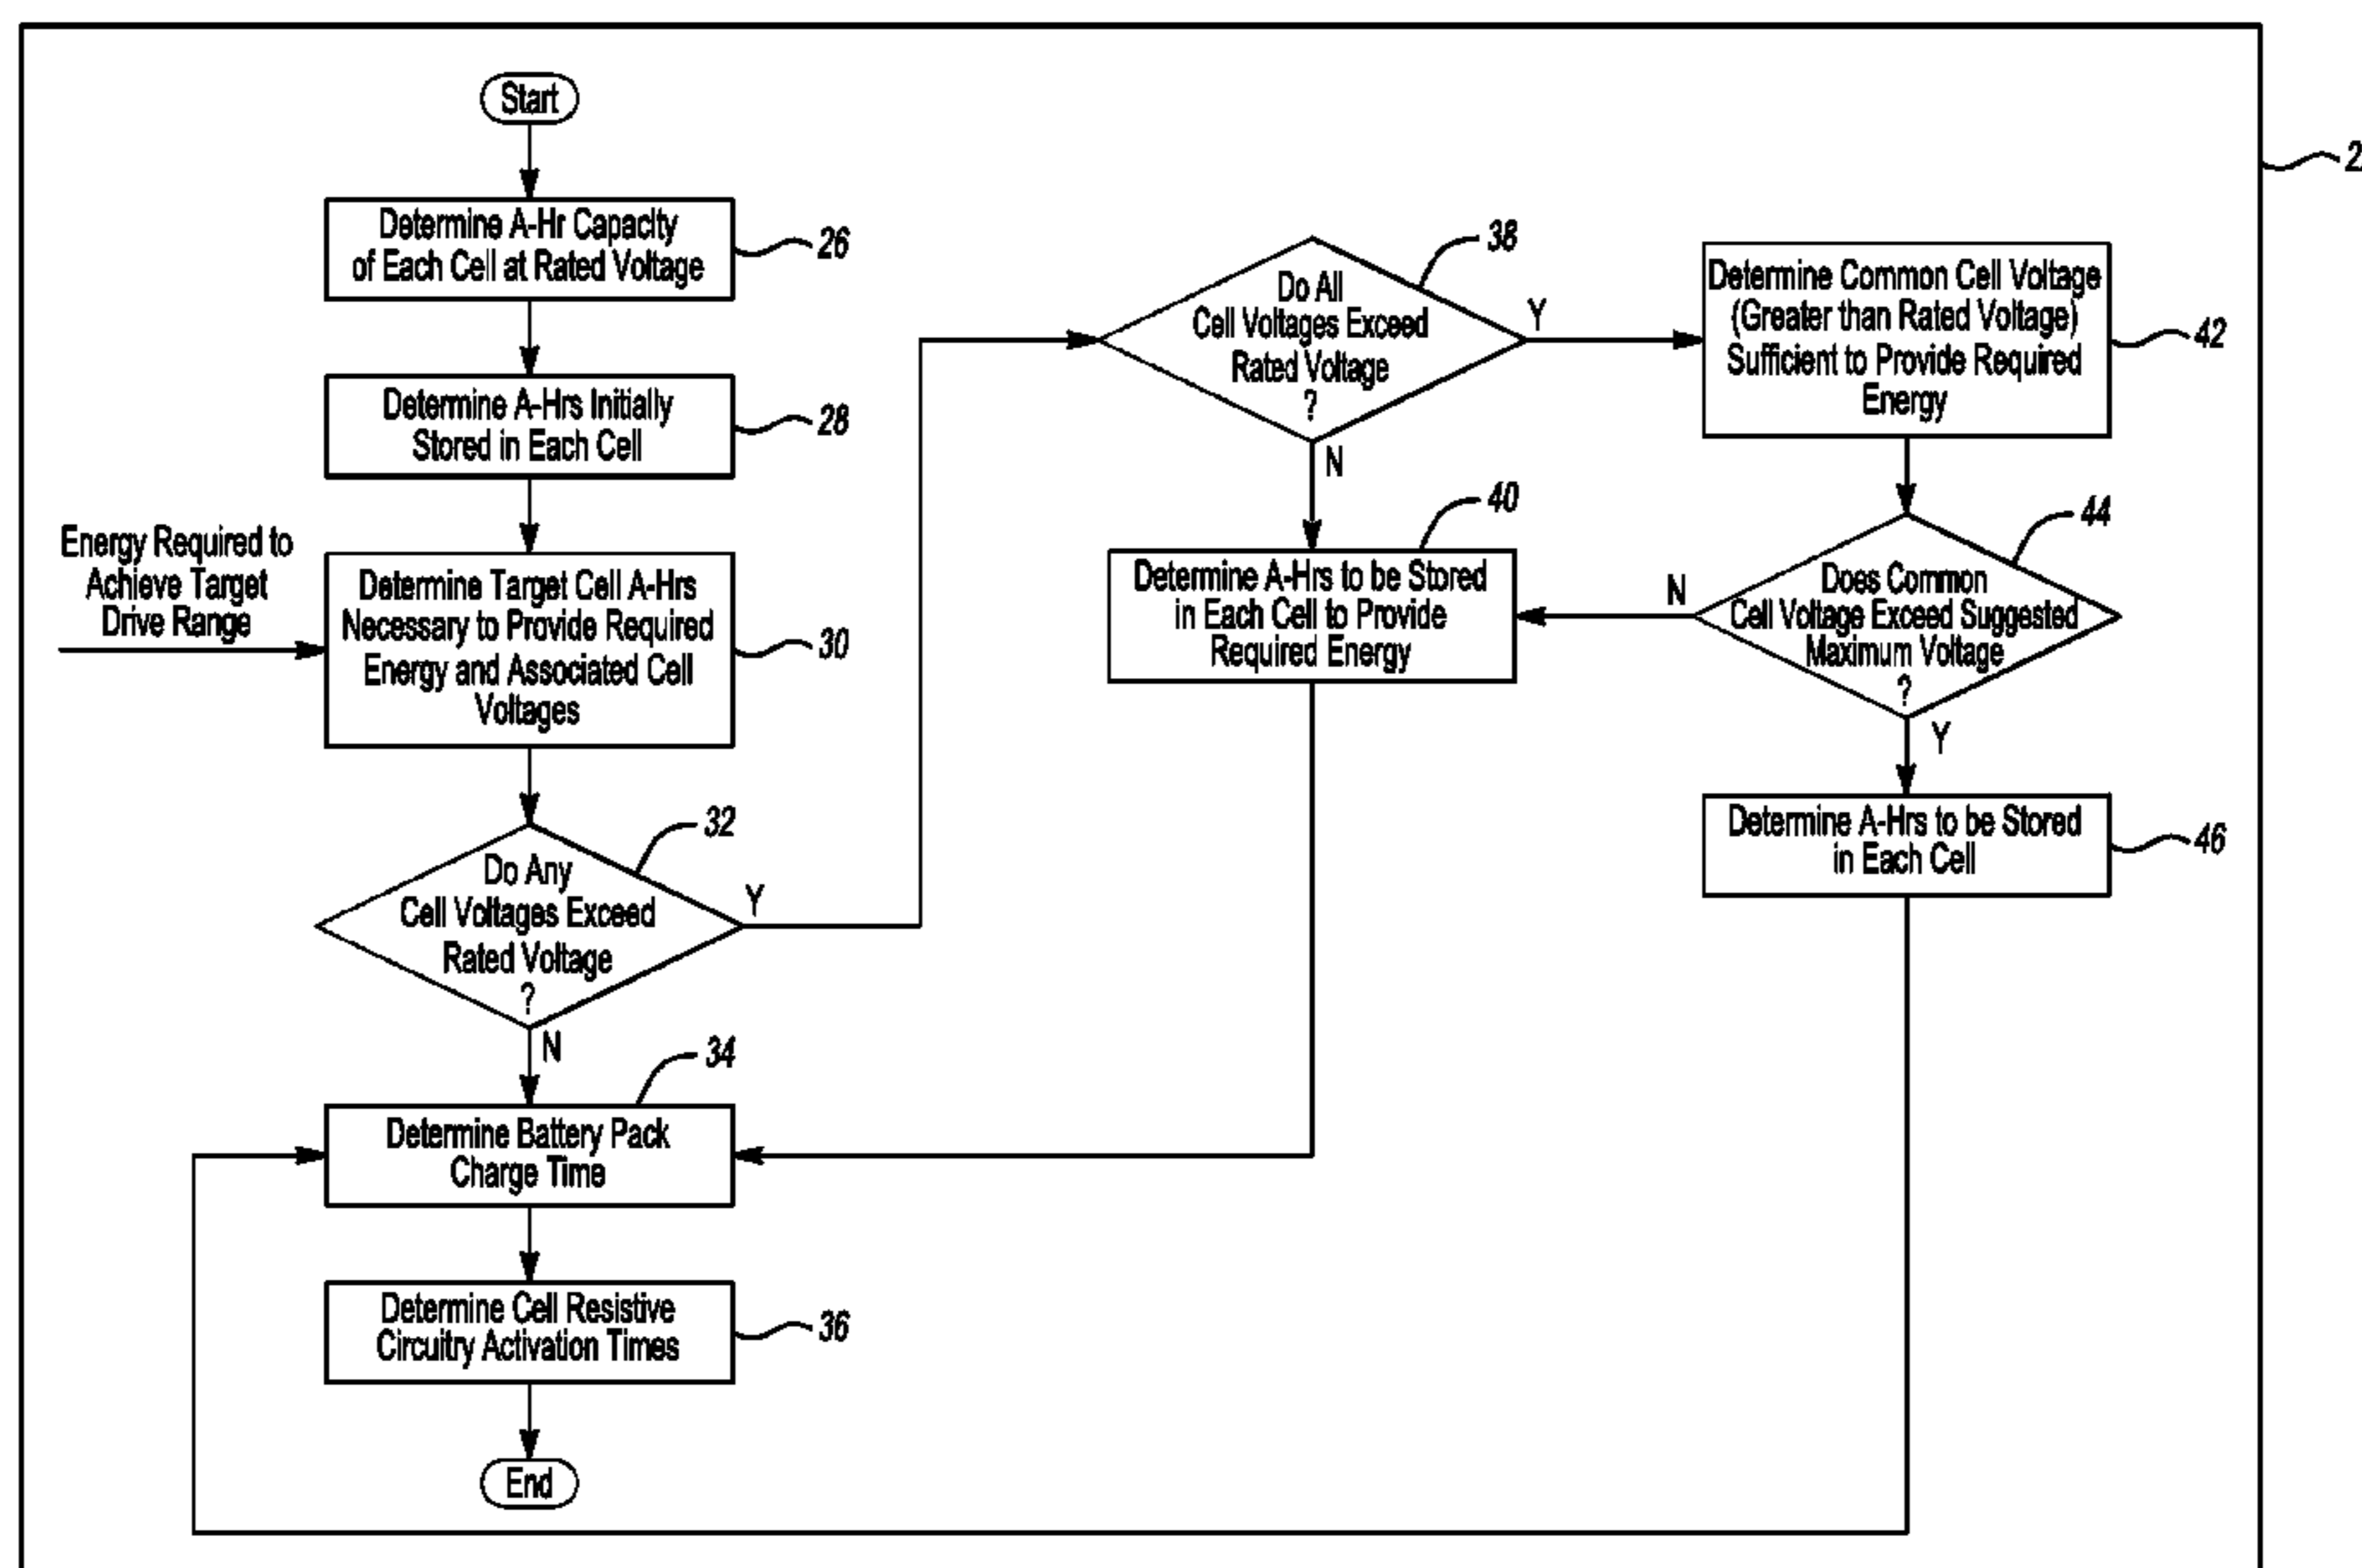 Start
Determine A-Hr Capacity
of Each Cell at Rated Voltage
26
Determine A-Hrs Initially
Stored in Each Cell
28
Energy Required to
Achieve Target
Drive Range
Determine Target Cell A-Hrs
Necessary to Provide Required
Energy and Associated Cell
Voltages
30
Do Any
Cell Voltages Exceed
Rated Voltage
?
32
Y
N
Determine Battery Pack
Charge Time
34
Determine Cell Resistive
Circuitry Activation Times
36
End
Do All
Cell Voltages Exceed
Rated Voltage
?
38
Y
N
Determine A-Hrs to be Stored
in Each Cell to Provide
Required Energy
40
Determine Common Cell Voltage
(Greater than Rated Voltage)
Sufficient to Provide Required
Energy
42
Does Common
Cell Voltage Exceed Suggested
Maximum Voltage
?
44
N
Y
Determine A-Hrs to be Stored
in Each Cell
46